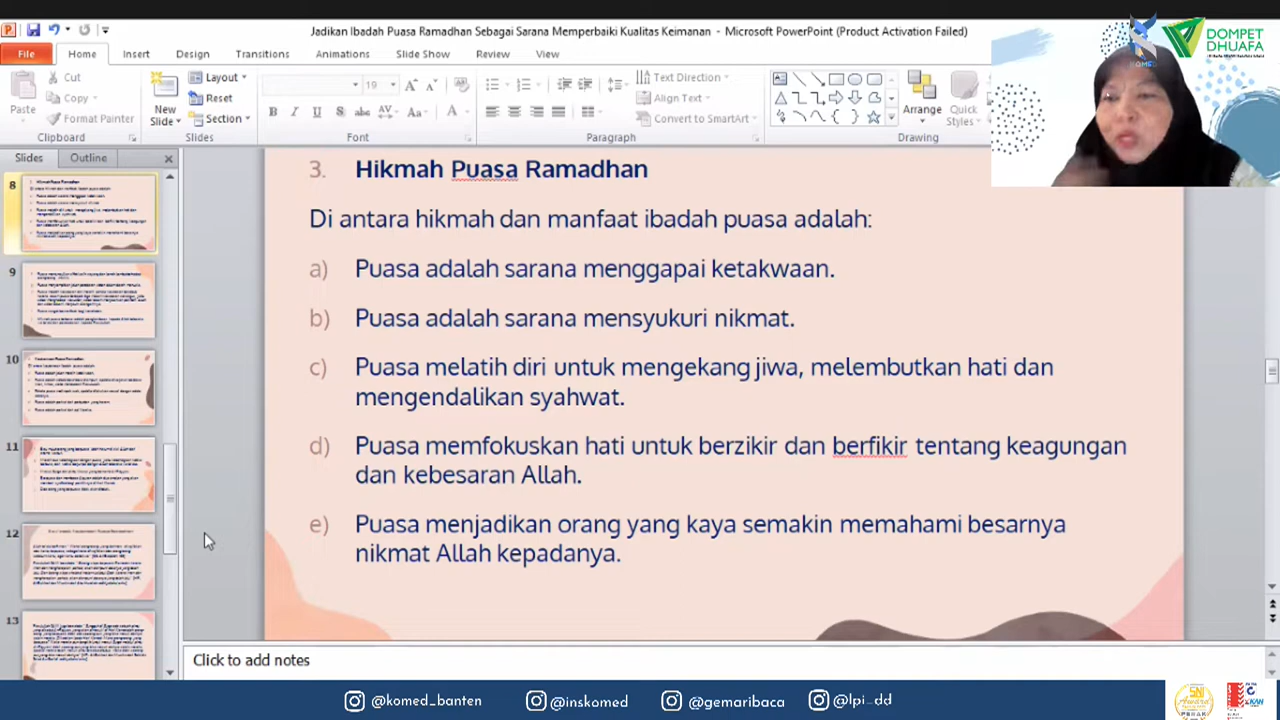 Jadikan Ibadah Puasa Ramadhan Sebagai Sarana Memperbaiki Kualitas Keimanan - Microsoft PowerPoint (Product Activation Failed)
File Home Insert Design Transitions Animations Slide Show Review View
DOMPET
DHUAFA
Paste
Cut
Copy
Format Painter
Clipboard
New
Slide
Layout
Reset
Section
Slides
19
Font
Text Direction
Align Text
Convert to SmartArt
Paragraph
Arrange
Quick
Styles
Drawing
Slides Outline
8
9
10
11
12
13
3. Hikmah Puasa Ramadhan
Di antara hikmah dan manfaat ibadah puasa adalah:
a) Puasa adalah sarana menggapai ketakwaan.
b) Puasa adalah sarana mensyukuri nikmat.
c) Puasa melatih diri untuk mengekang jiwa, melembutkan hati dan
mengendalikan syahwat.
d) Puasa memfokuskan hati untuk berzikir dan berfikir tentang keagungan
dan kebesaran Allah.
e) Puasa menjadikan orang yang kaya semakin memahami besarnya
nikmat Allah kepadanya.
Click to add notes
@komed_banten @inskomed @gemaribaca @lpi_dd